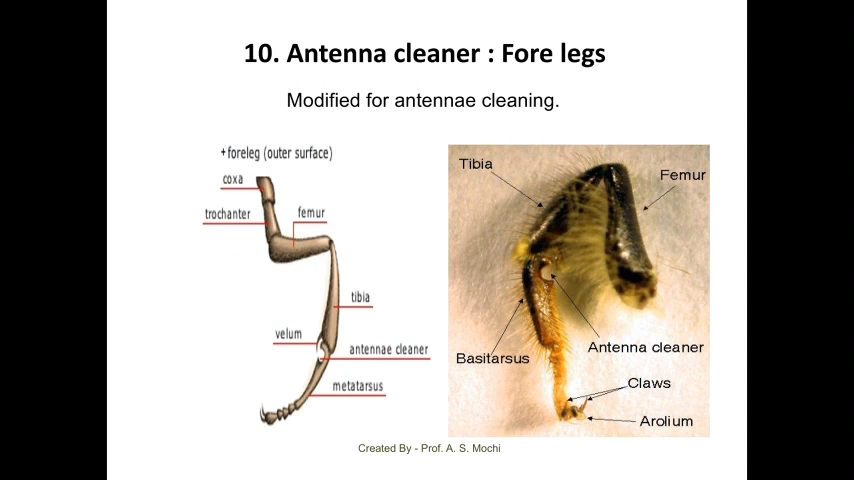 10. Antenna cleaner : Fore legs
Modified for antennae cleaning.
+foreleg (outer surface)
coxa
trochanter
femur
tibia
velum
antennae cleaner
metatarsus
Tibia
Femur
Antenna cleaner
Basitarsus
Claws
Arolium
Created By - Prof. A. S. Mochi